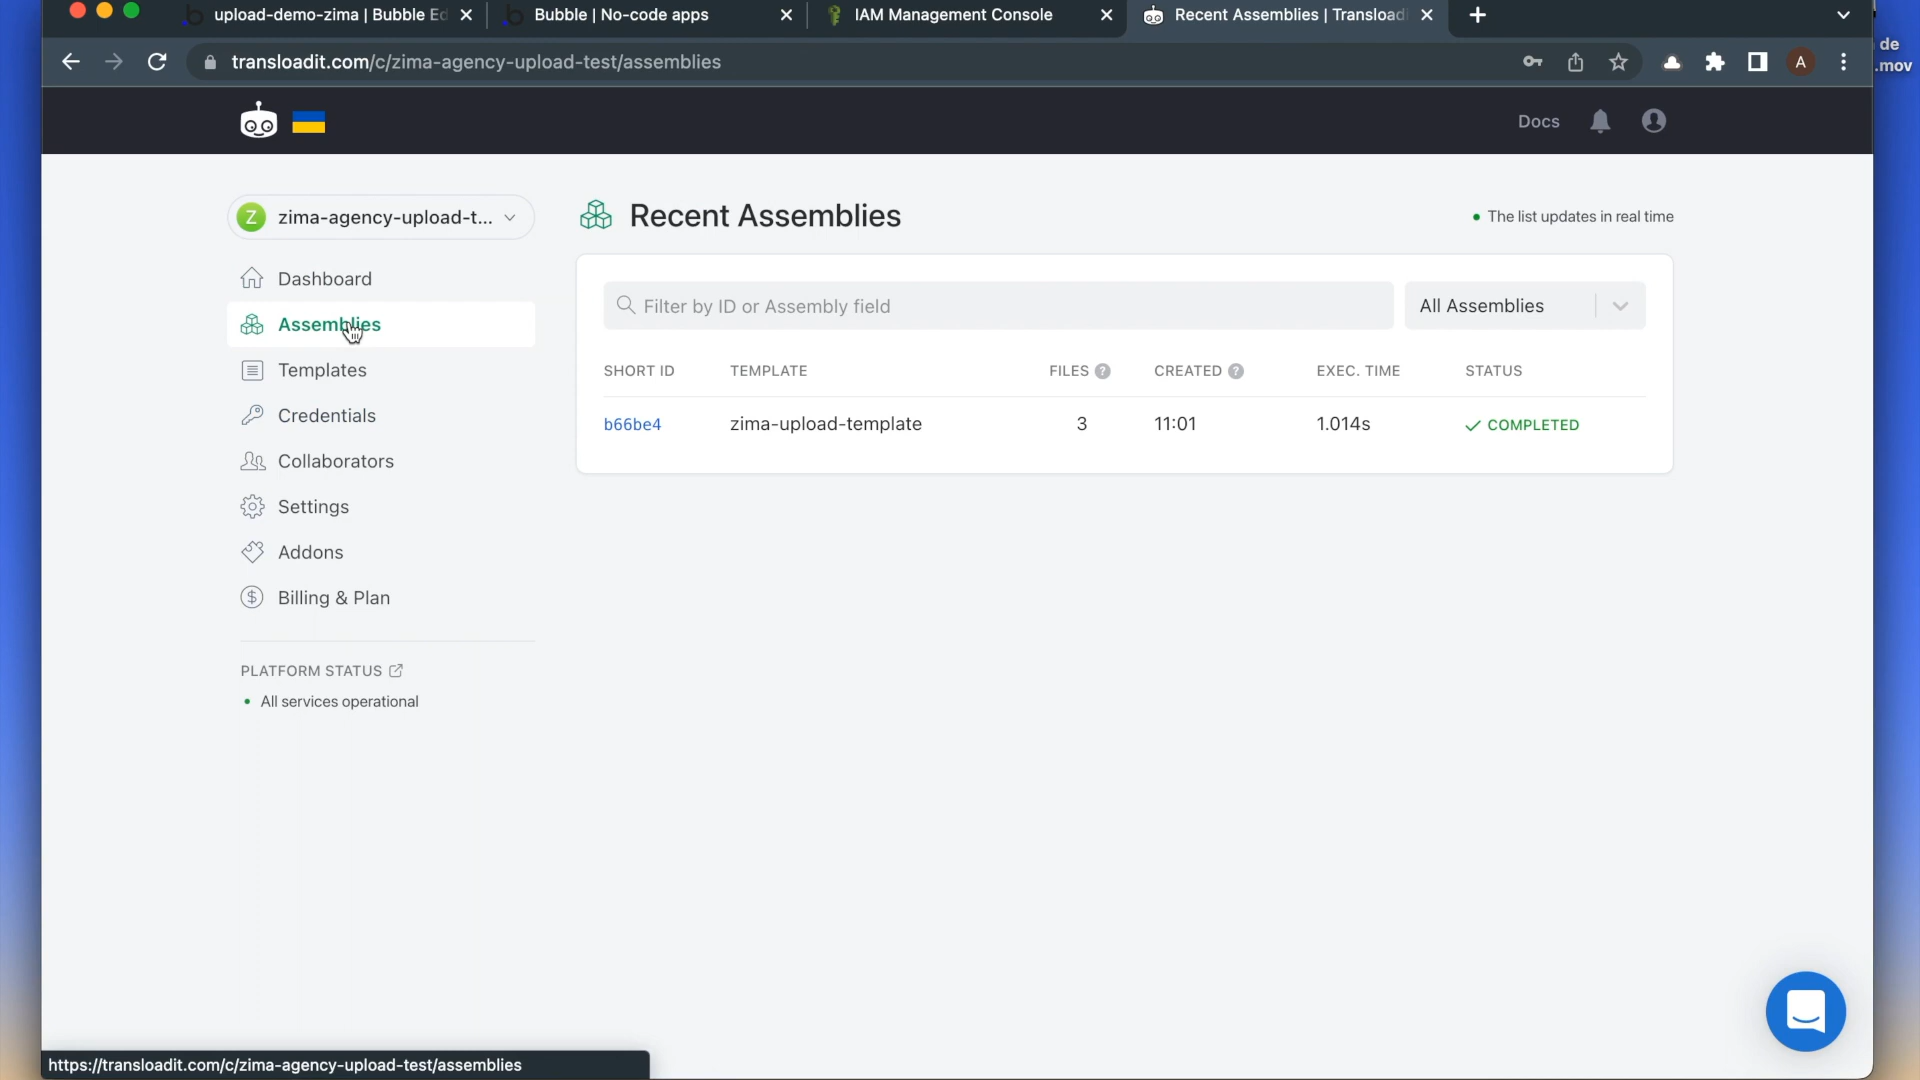 upload-demo-zima | Bubble Ed
Bubble | No-code apps
IAM Management Console
Recent Assemblies | Transloadi
transloadit.com/c/zima-agency-upload-test/assemblies
A
de
.mov
Docs
Z zima-agency-upload-t...
Recent Assemblies
The list updates in real time
Dashboard
Assemblies
Templates
Credentials
Collaborators
Settings
Addons
Billing & Plan
PLATFORM STATUS
All services operational
Filter by ID or Assembly field
All Assemblies
SHORT ID TEMPLATE FILES ? CREATED ? EXEC. TIME STATUS
b66be4 zima-upload-template 3 11:01 1.014s COMPLETED
https://transloadit.com/c/zima-agency-upload-test/assemblies